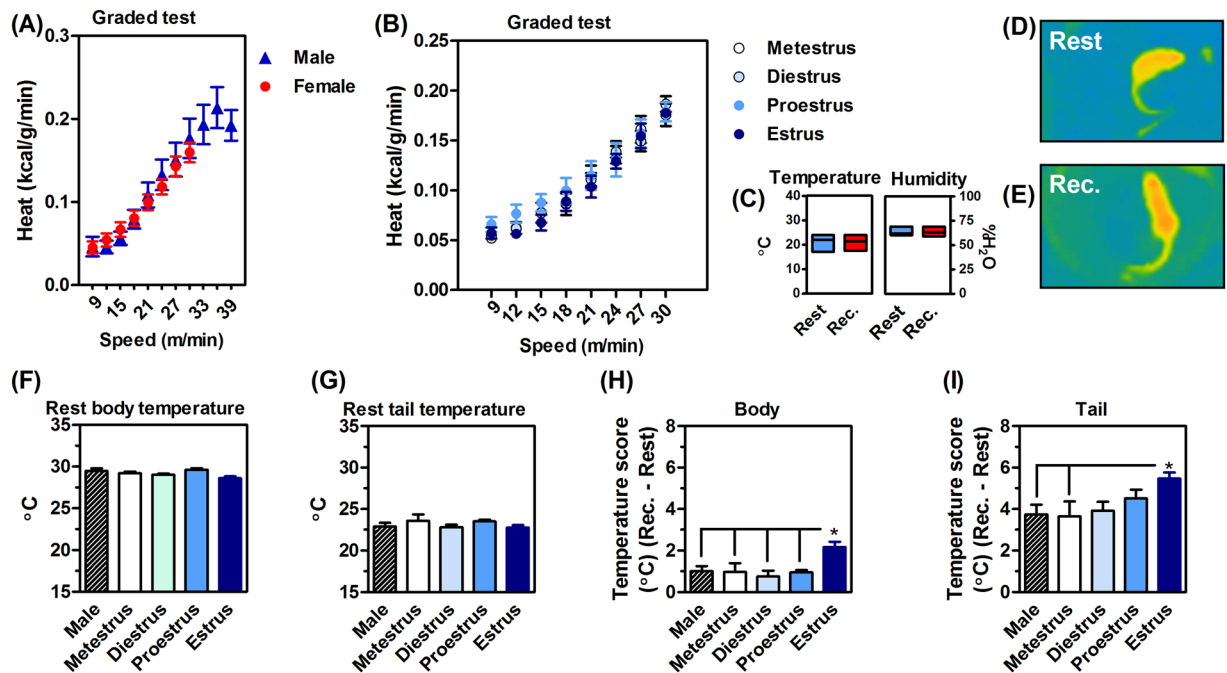 (A)
Graded test
Heat (kcal/g/min)
0.3
0.2
0.1
0.0
9
15
21
27
33
39
Speed (m/min)
Male
Female
(B)
Graded test
Heat (kcal/g/min)
0.25
0.20
0.15
0.10
0.05
0.00
9
12
15
18
21
24
27
30
Speed (m/min)
Metestrus
Diestrus
Proestrus
Estrus
(C)
Temperature
°C
40
30
20
10
0
Rest
Rec.
Humidity
100
75
50
25
0
%H₂O
Rest
Rec.
(D)
Rest
(E)
Rec.
(F)
Rest body temperature
°C
35
30
25
20
15
Male
Metestrus
Diestrus
Proestrus
Estrus
(G)
Rest tail temperature
°C
35
30
25
20
15
Male
Metestrus
Diestrus
Proestrus
Estrus
(H)
Body
Temperature score
(°C) (Rec. - Rest)
8
6
4
2
0
*
Male
Metestrus
Diestrus
Proestrus
Estrus
(I)
Tail
Temperature score
(°C) (Rec. - Rest)
8
6
4
2
0
*
Male
Metestrus
Diestrus
Proestrus
Estrus